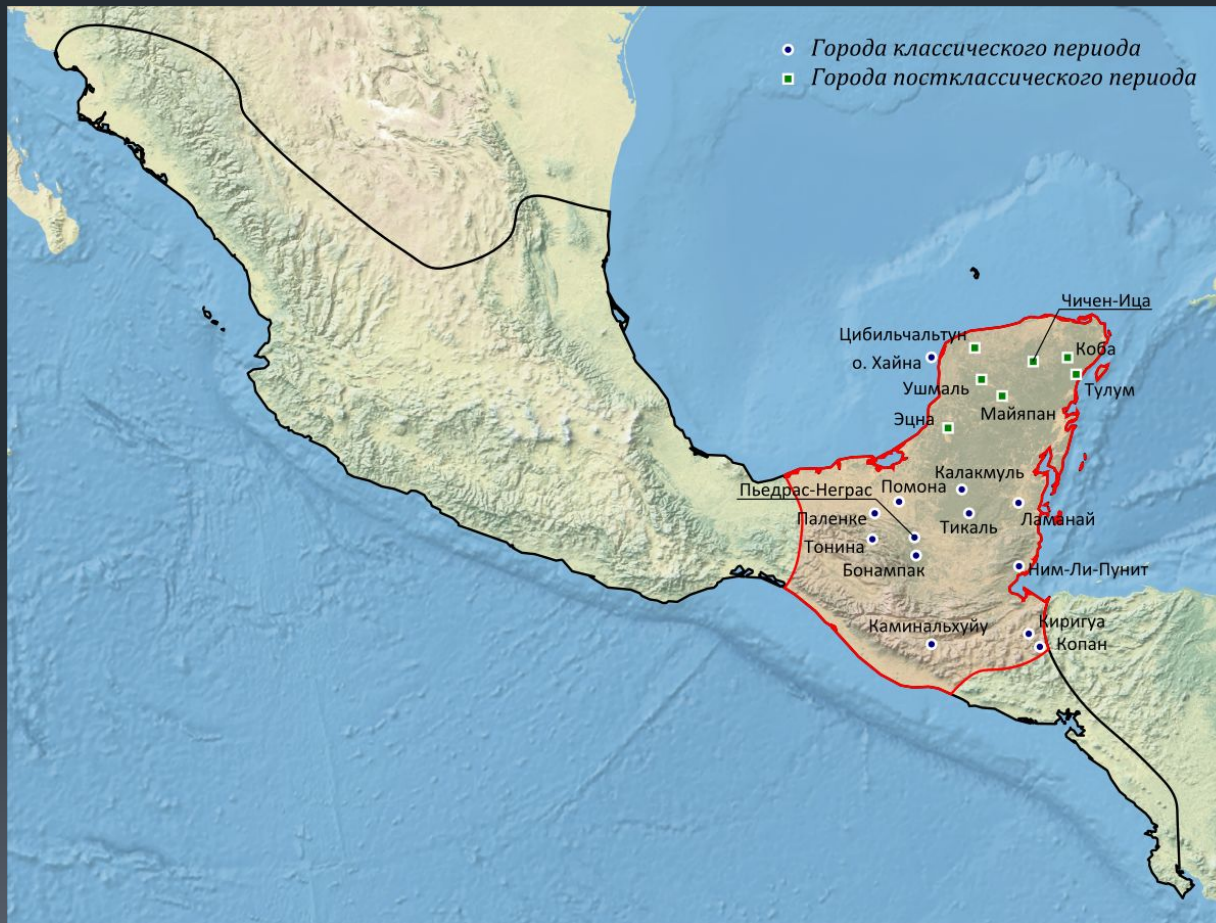 Города классического периода
Города постклассического периода
Чичен-Ица
Цибильчальтун
Коба
о. Хайна
Ушмаль
Тулум
Майяпан
Эцна
Калакмуль
Пьедрас-Неграс
Помона
Паленке
Тикаль
Ламанай
Тонина
Бонампак
Ним-Ли-Пунит
Каминальхуйу
Киригуа
Копан